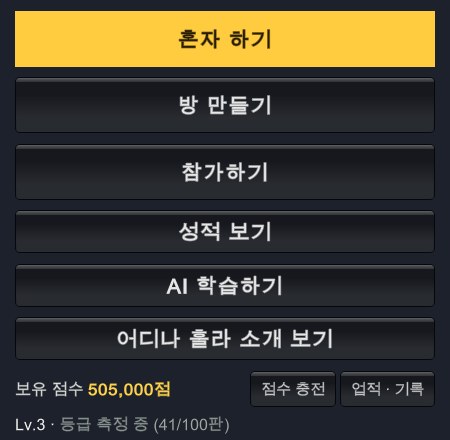 혼자 하기
방 만들기
참가하기
성적 보기
AI 학습하기
어디나 훌라 소개 보기
보유 점수 505,000점 점수 충전 업적 · 기록
Lv.3 · 등급 측정 중 (41/100판)